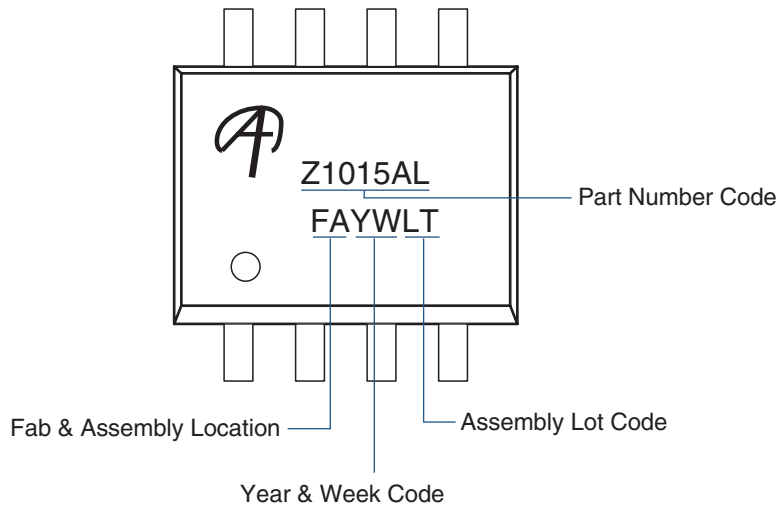 Z1015AL
Part Number Code
FAYWLT
Fab & Assembly Location
Assembly Lot Code
Year & Week Code